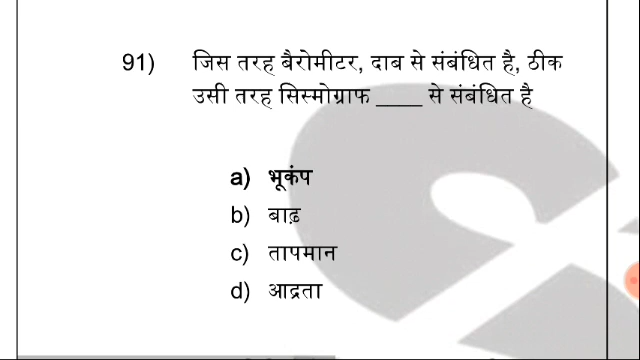 91) जिस तरह बैरोमीटर, दाब से संबंधित है, ठीक
उसी तरह सिस्मोग्राफ ____ से संबंधित है
a) भूकंप
b) बाढ़
c) तापमान
d) आद्रता